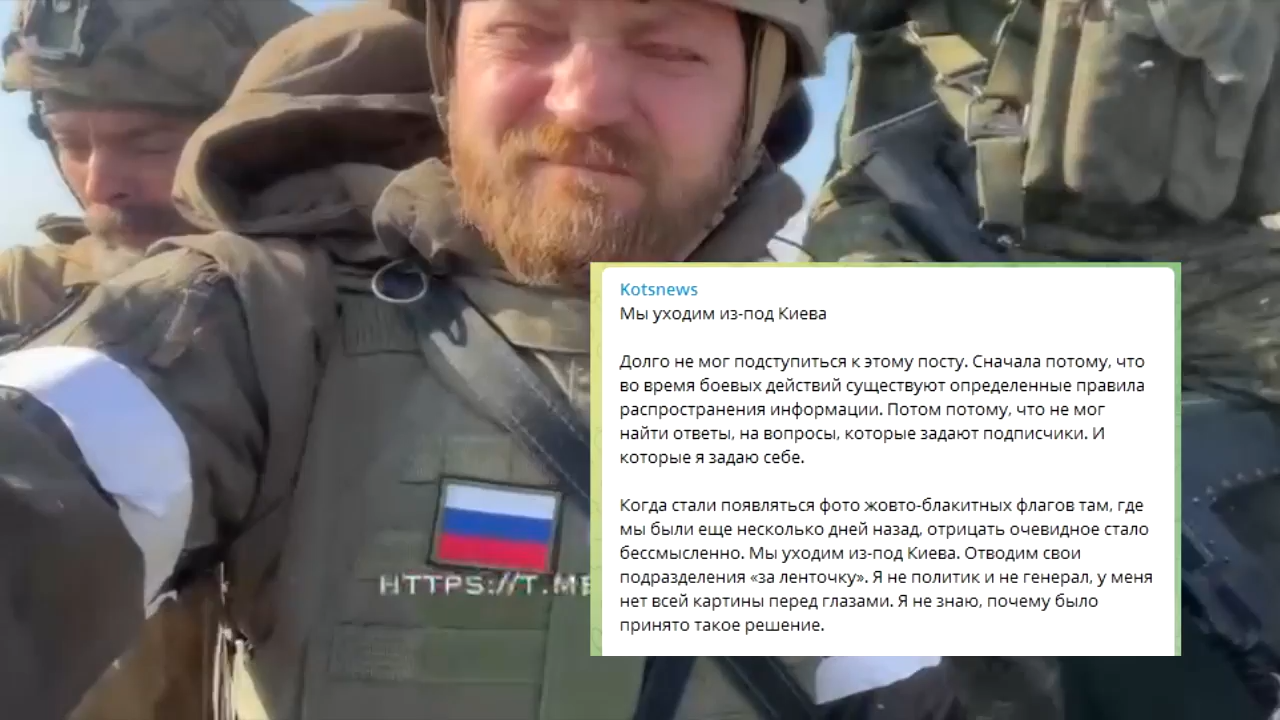 Kotsnews
Мы уходим из-под Киева
Долго не мог подступиться к этому посту. Сначала потому, что
во время боевых действий существуют определенные правила
распространения информации. Потом потому, что не мог
найти ответы, на вопросы, которые задают подписчики. И
которые я задаю себе.
Когда стали появляться фото жовто-блакитных флагов там, где
мы были еще несколько дней назад, отрицать очевидное стало
бессмысленно. Мы уходим из-под Киева. Отводим свои
подразделения «за ленточку». Я не политик и не генерал, у меня
нет всей картины перед глазами. Я не знаю, почему было
принято такое решение.
HTTPS://T.ME